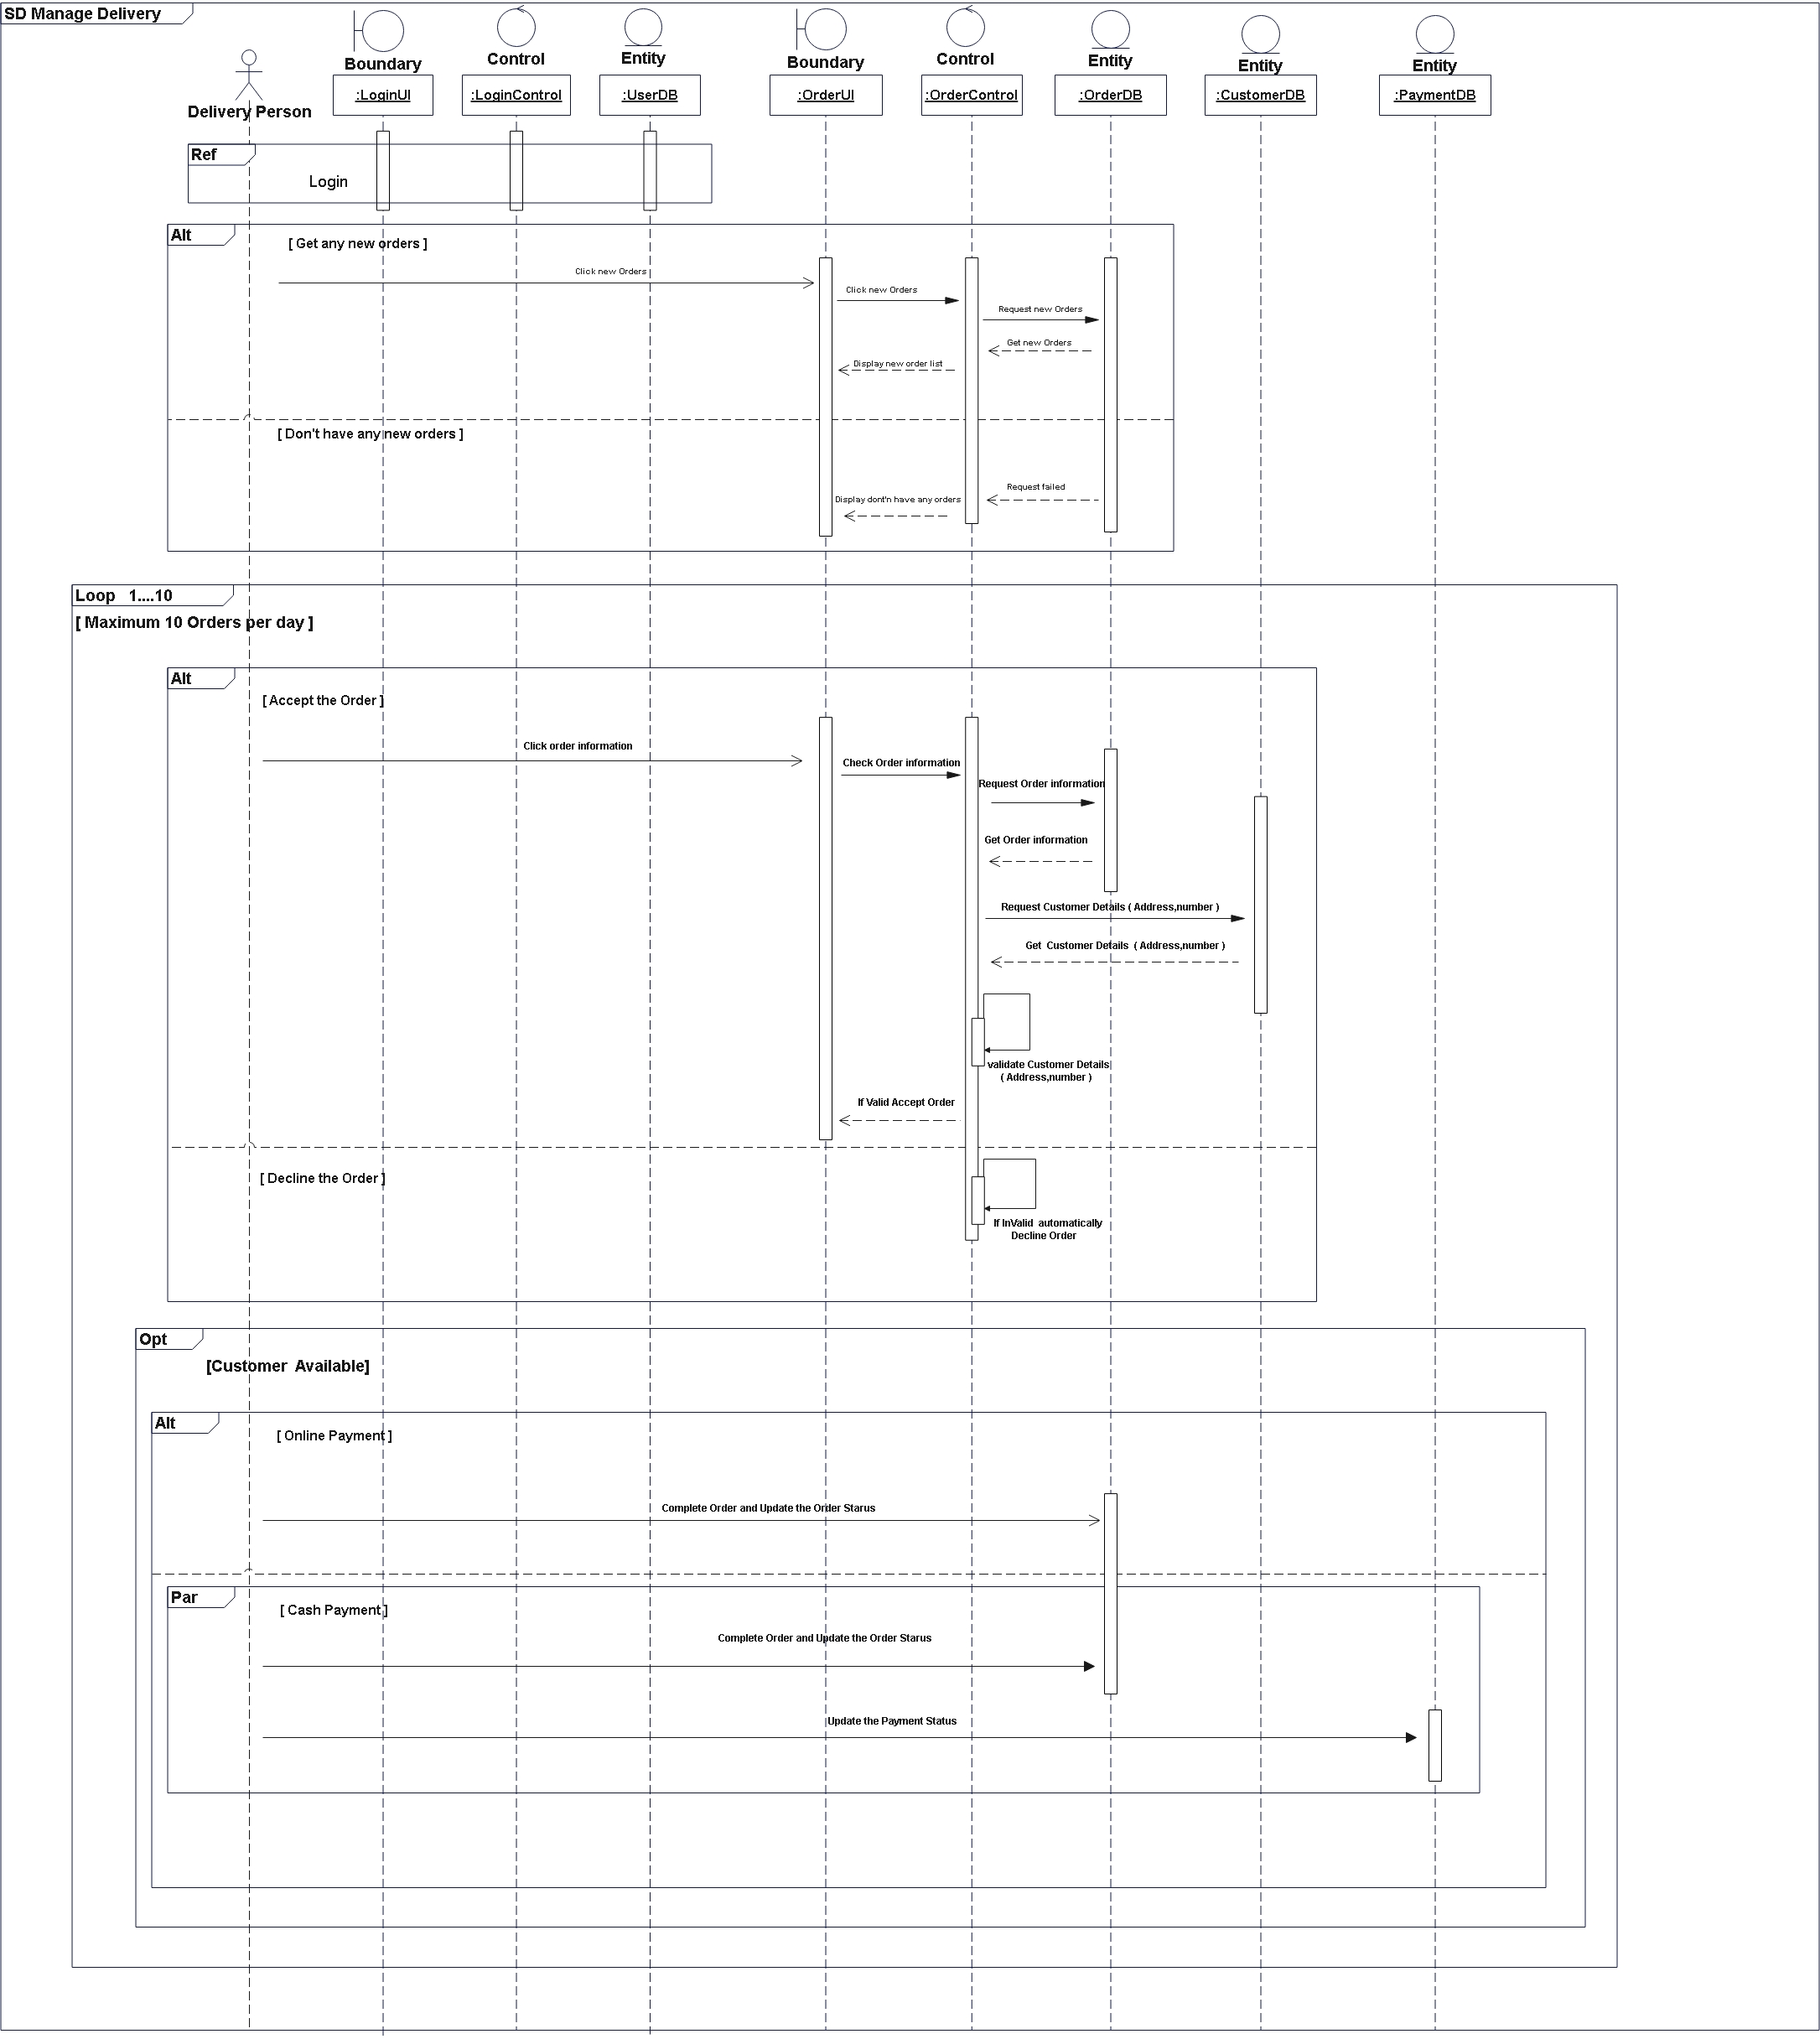 SD Manage Delivery
Boundary
Control
Entity
Boundary
Control
Entity
Entity
Entity
Delivery Person
:LoginUI
:LoginControl
:UserDB
:OrderUI
:OrderControl
:OrderDB
:CustomerDB
:PaymentDB
Ref
Login
Alt
[ Get any new orders ]
Click new Orders
Click new Orders
Request new Orders
Get new Orders
Display new order list
[ Don't have any new orders ]
Request failed
Display dont'n have any orders
Loop 1....10
[ Maximum 10 Orders per day ]
Alt
[ Accept the Order ]
Click order information
Check Order information
Request Order information
Get Order information
Request Customer Details ( Address,number )
Get Customer Details ( Address,number )
validate Customer Details
( Address,number )
If Valid Accept Order
[ Decline the Order ]
If InValid automatically
Decline Order
Opt
[Customer Available]
Alt
[ Online Payment ]
Complete Order and Update the Order Starus
Par
[ Cash Payment ]
Complete Order and Update the Order Starus
Update the Payment Status